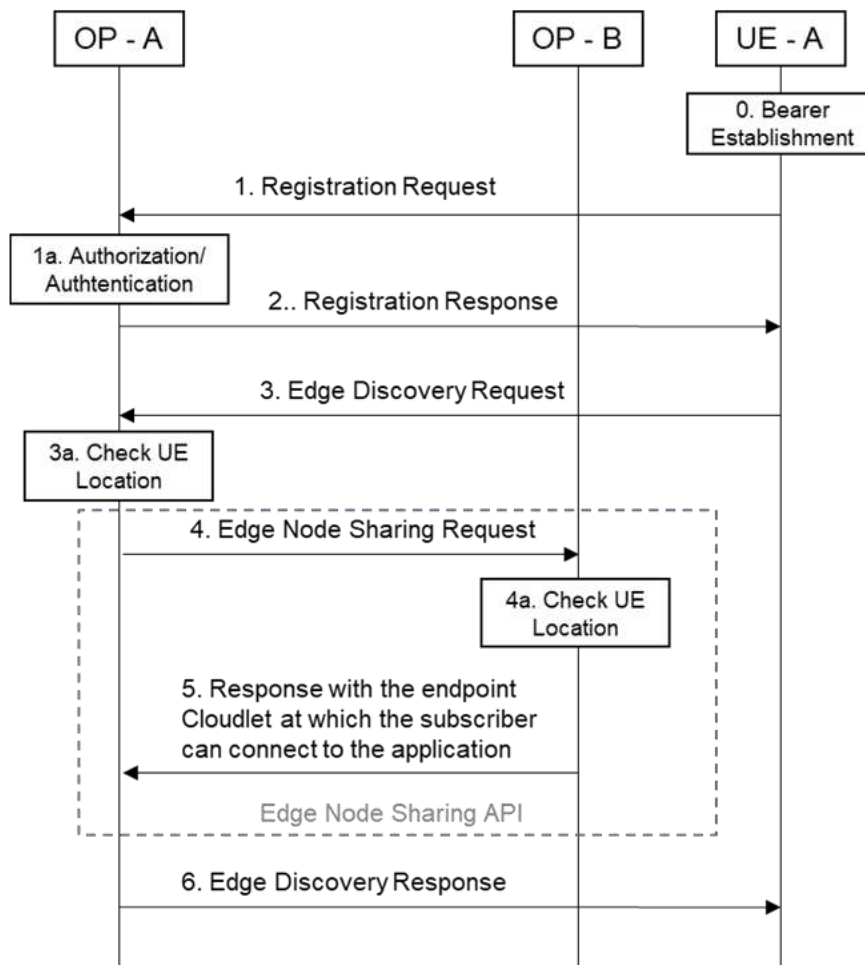 OP - A
OP - B
UE - A
0. Bearer
Establishment
1. Registration Request
1a. Authorization/
Authtentication
2.. Registration Response
3. Edge Discovery Request
3a. Check UE
Location
4. Edge Node Sharing Request
4a. Check UE
Location
5. Response with the endpoint
Cloudlet at which the subscriber
can connect to the application
Edge Node Sharing API
6. Edge Discovery Response